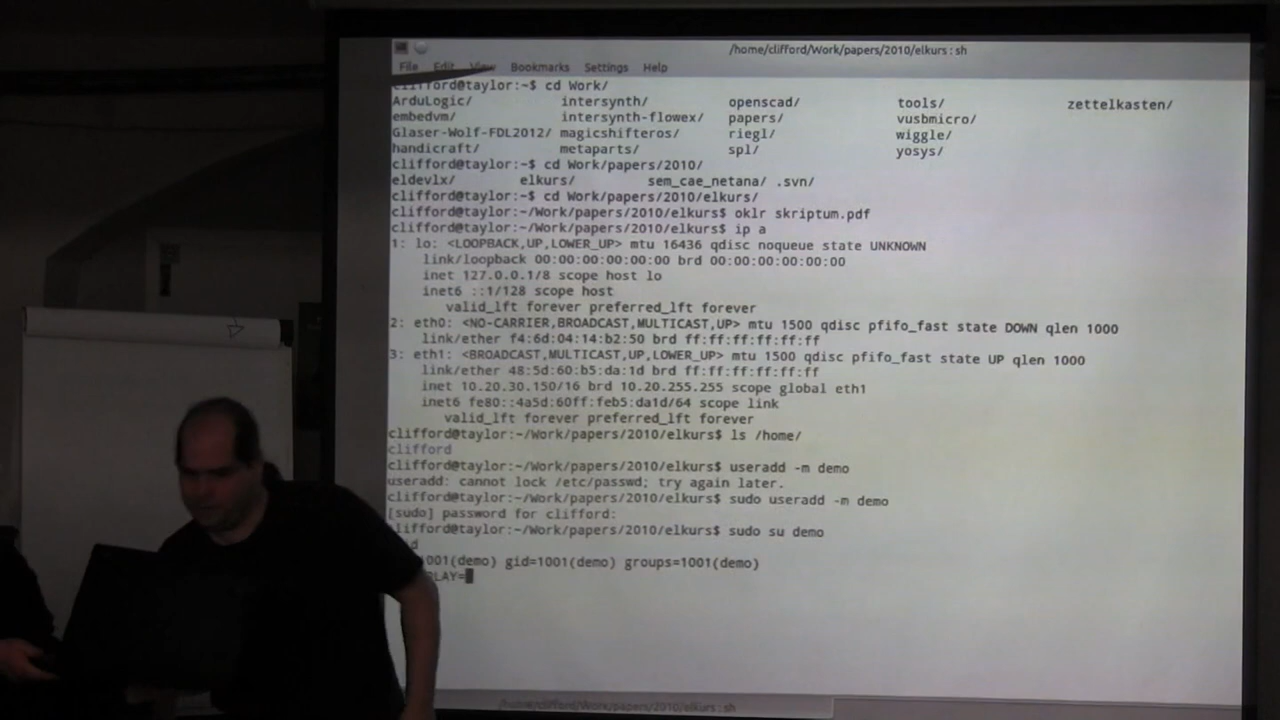 /home/clifford/Work/papers/2010/elkurs : sh
File Edit View Bookmarks Settings Help
clifford@taylor:~$ cd Work/
ArduLogic/ intersynth/ openscad/ tools/ zettelkasten/
embedvm/ intersynth-flowex/ papers/ vusbmicro/
Glaser-Wolf-FDL2012/ magicshifteros/ riegl/ wiggle/
handicraft/ metaparts/ spl/ yosys/
clifford@taylor:~$ cd Work/papers/2010/
eldevlx/ elkurs/ sem_cae_netana/ .svn/
clifford@taylor:~$ cd Work/papers/2010/elkurs/
clifford@taylor:~/Work/papers/2010/elkurs$ oklr skriptum.pdf
clifford@taylor:~/Work/papers/2010/elkurs$ ip a
1: lo: <LOOPBACK,UP,LOWER_UP> mtu 16436 qdisc noqueue state UNKNOWN
link/loopback 00:00:00:00:00:00 brd 00:00:00:00:00:00
inet 127.0.0.1/8 scope host lo
inet6 ::1/128 scope host
valid_lft forever preferred_lft forever
2: eth0: <NO-CARRIER,BROADCAST,MULTICAST,UP> mtu 1500 qdisc pfifo_fast state DOWN qlen 1000
link/ether f4:6d:04:14:b2:50 brd ff:ff:ff:ff:ff:ff
3: eth1: <BROADCAST,MULTICAST,UP,LOWER_UP> mtu 1500 qdisc pfifo_fast state UP qlen 1000
link/ether 48:5d:60:b5:da:1d brd ff:ff:ff:ff:ff:ff
inet 10.20.30.150/16 brd 10.20.255.255 scope global eth1
inet6 fe80::4a5d:60ff:feb5:da1d/64 scope link
valid_lft forever preferred_lft forever
clifford@taylor:~/Work/papers/2010/elkurs$ ls /home/
clifford
clifford@taylor:~/Work/papers/2010/elkurs$ useradd -m demo
useradd: cannot lock /etc/passwd; try again later.
clifford@taylor:~/Work/papers/2010/elkurs$ sudo useradd -m demo
[sudo] password for clifford:
clifford@taylor:~/Work/papers/2010/elkurs$ sudo su demo
id
001(demo) gid=1001(demo) groups=1001(demo)
LAY=
/home/clifford/Work/papers/2010/elkurs : sh